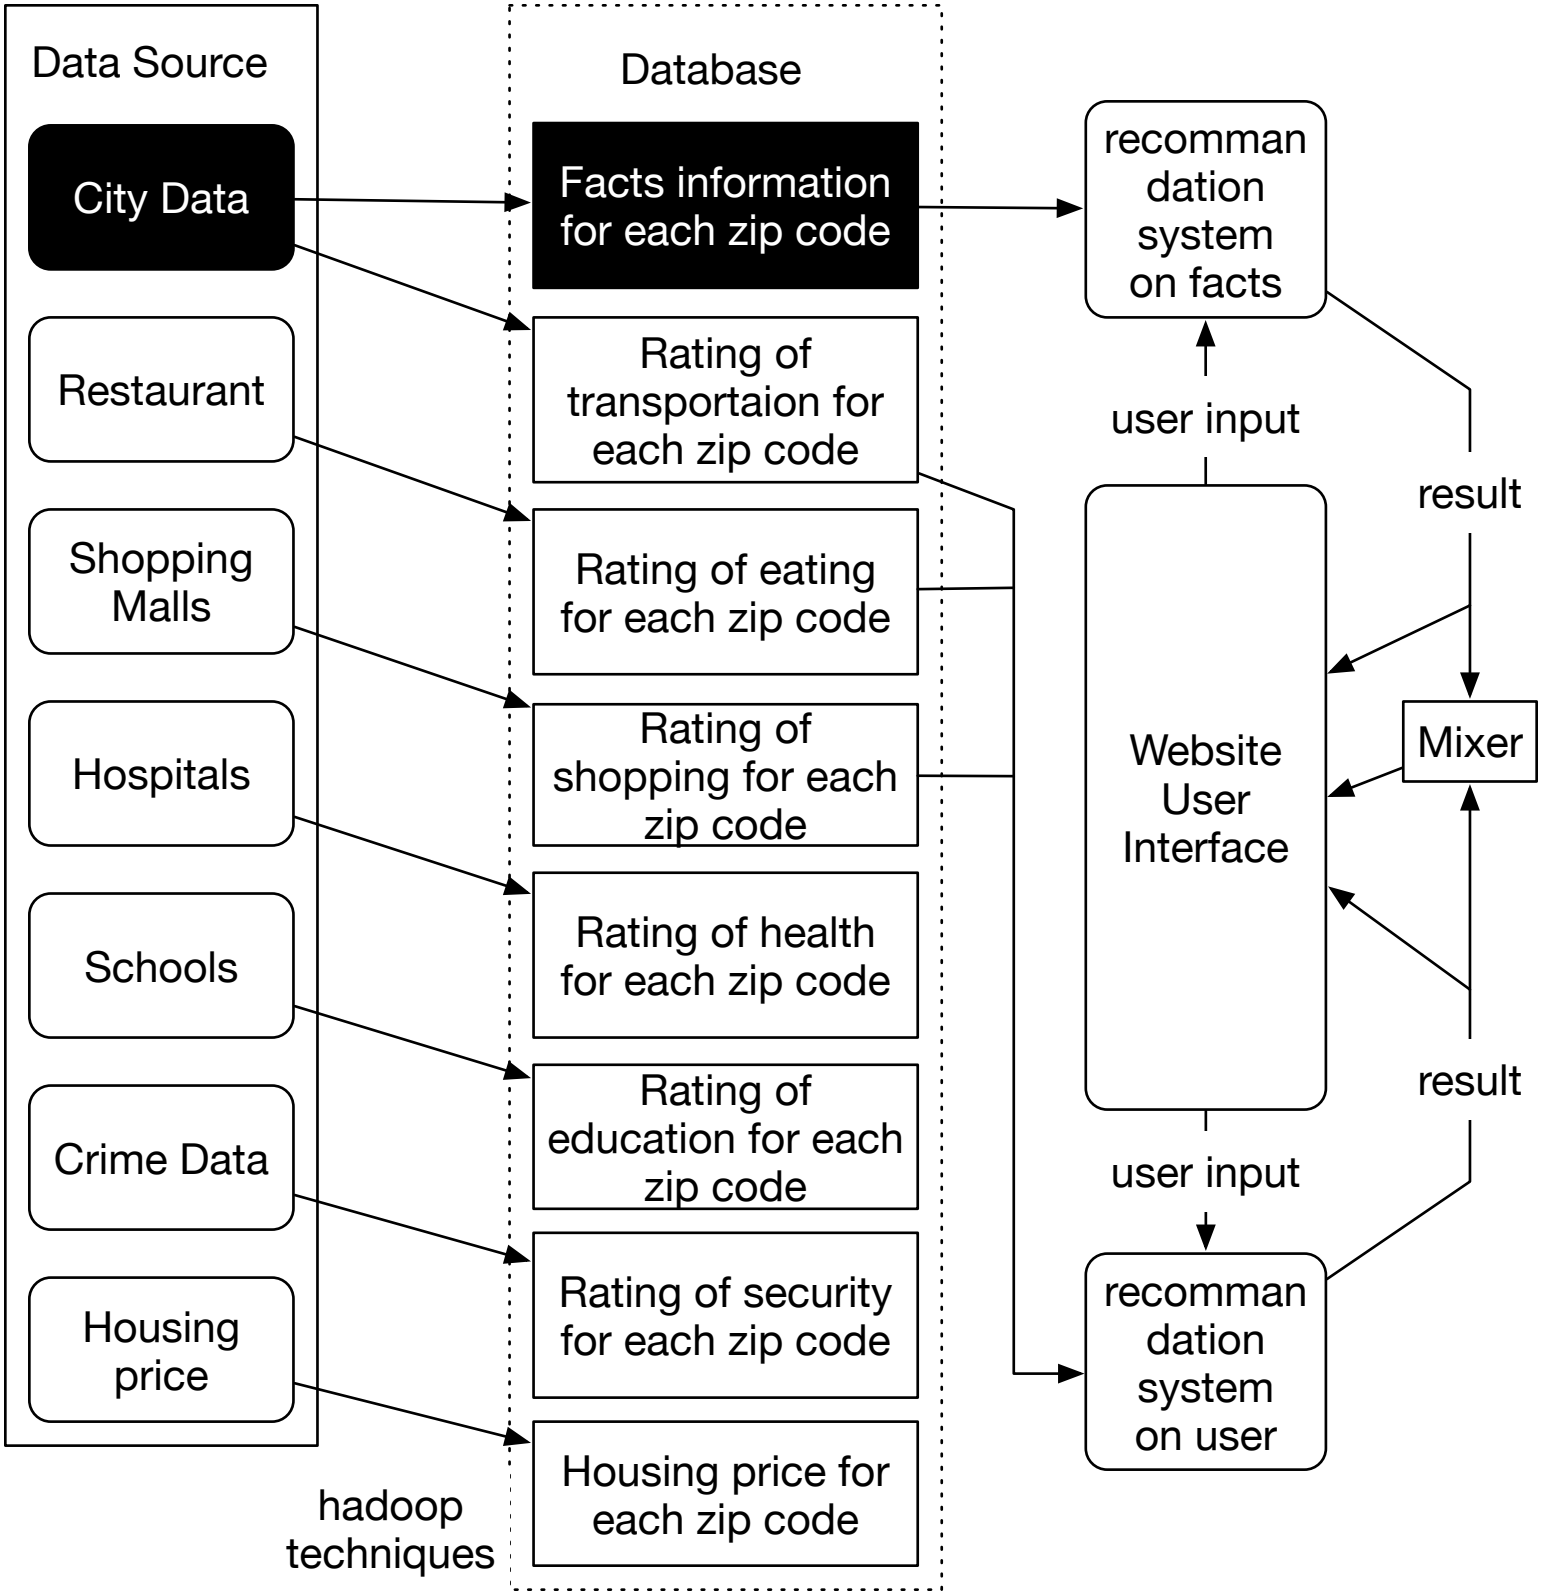 Data Source
City Data
Restaurant
Shopping
Malls
Hospitals
Schools
Crime Data
Housing
price
hadoop
techniques
Database
Facts information
for each zip code
Rating of
transportaion for
each zip code
Rating of eating
for each zip code
Rating of
shopping for each
zip code
Rating of health
for each zip code
Rating of
education for each
zip code
Rating of security
for each zip code
Housing price for
each zip code
recomman
dation
system
on facts
user input
Website
User
Interface
user input
recomman
dation
system
on user
result
Mixer
result